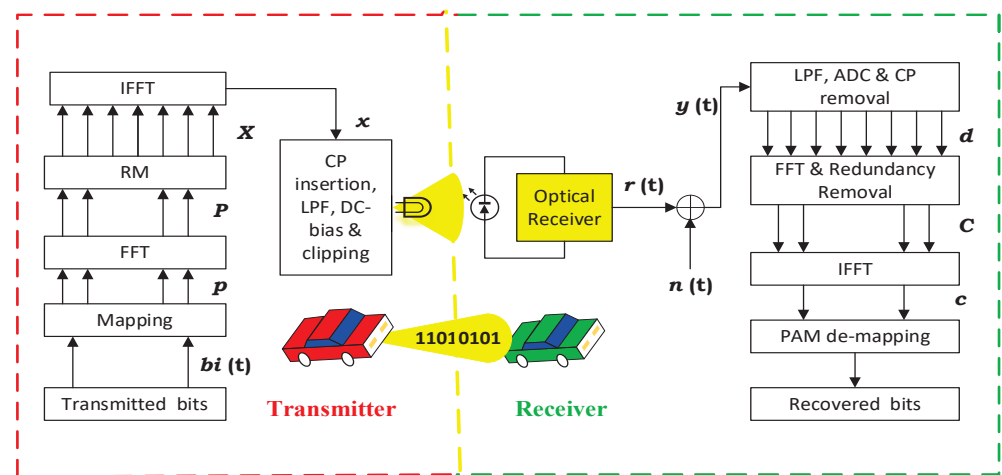 IFFT
X
x
RM
P
FFT
p
Mapping
bi (t)
Transmitted bits
CP
insertion,
LPF, DC-
bias &
clipping
11010101
Transmitter
Receiver
Optical
Receiver
r (t)
n (t)
y (t)
LPF, ADC & CP
removal
d
FFT & Redundancy
Removal
C
IFFT
c
PAM de-mapping
Recovered bits